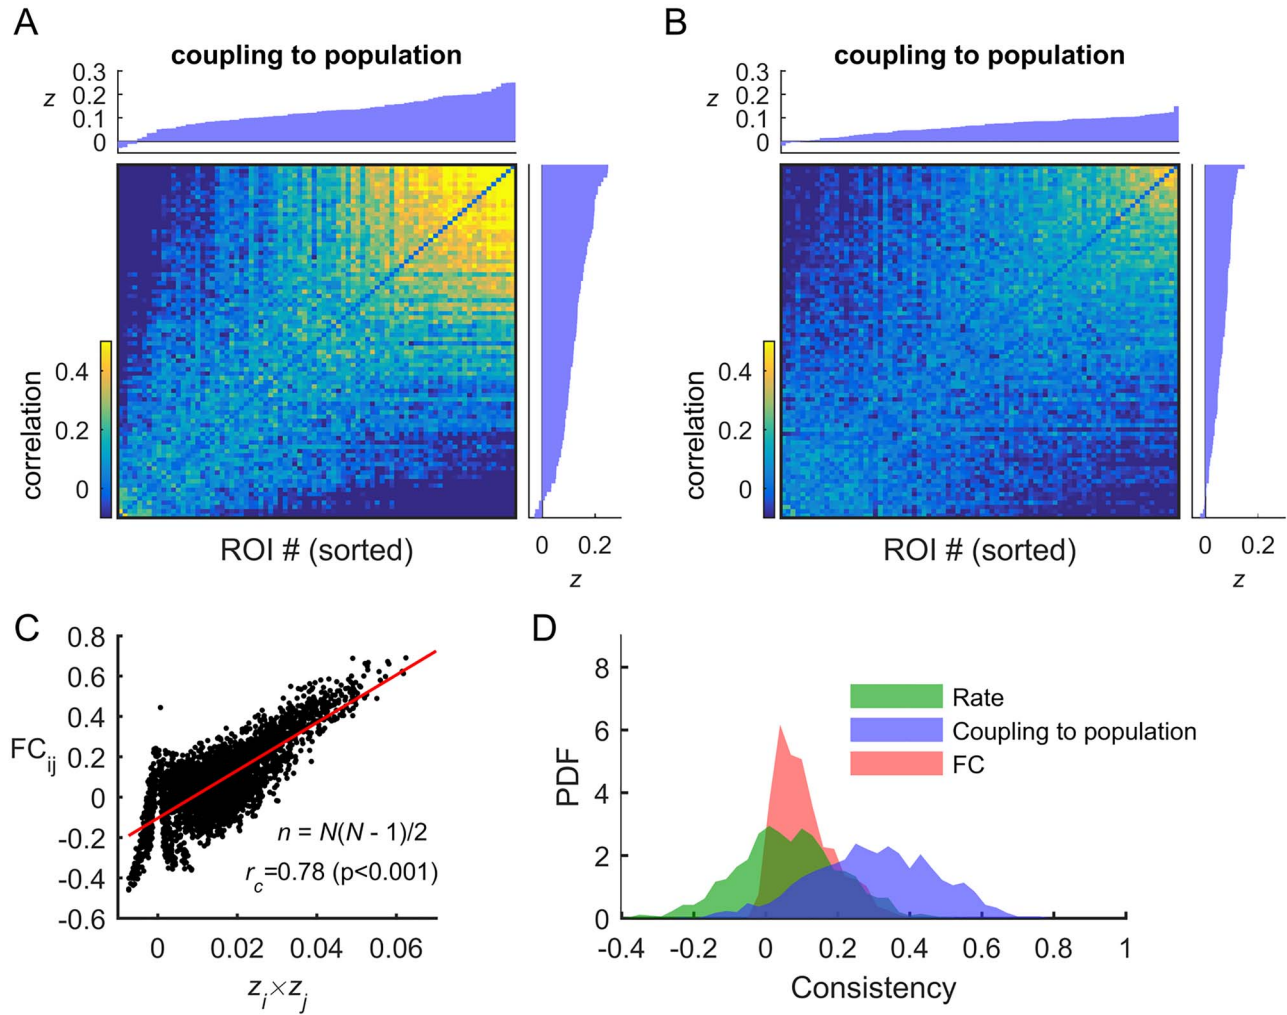 A
coupling to population
z
0.3
0.2
0.1
0
correlation
0.4
0.2
0
ROI # (sorted)
0
0.2
z
B
coupling to population
z
0.3
0.2
0.1
0
correlation
0.4
0.2
0
ROI # (sorted)
0
0.2
z
C
FCij
0.8
0.6
0.4
0.2
0
-0.2
-0.4
-0.6
n = N(N - 1)/2
rc=0.78 (p<0.001)
0
0.02
0.04
0.06
zi×zj
D
PDF
8
6
4
2
0
Rate
Coupling to population
FC
-0.4
-0.2
0
0.2
0.4
0.6
0.8
1
Consistency